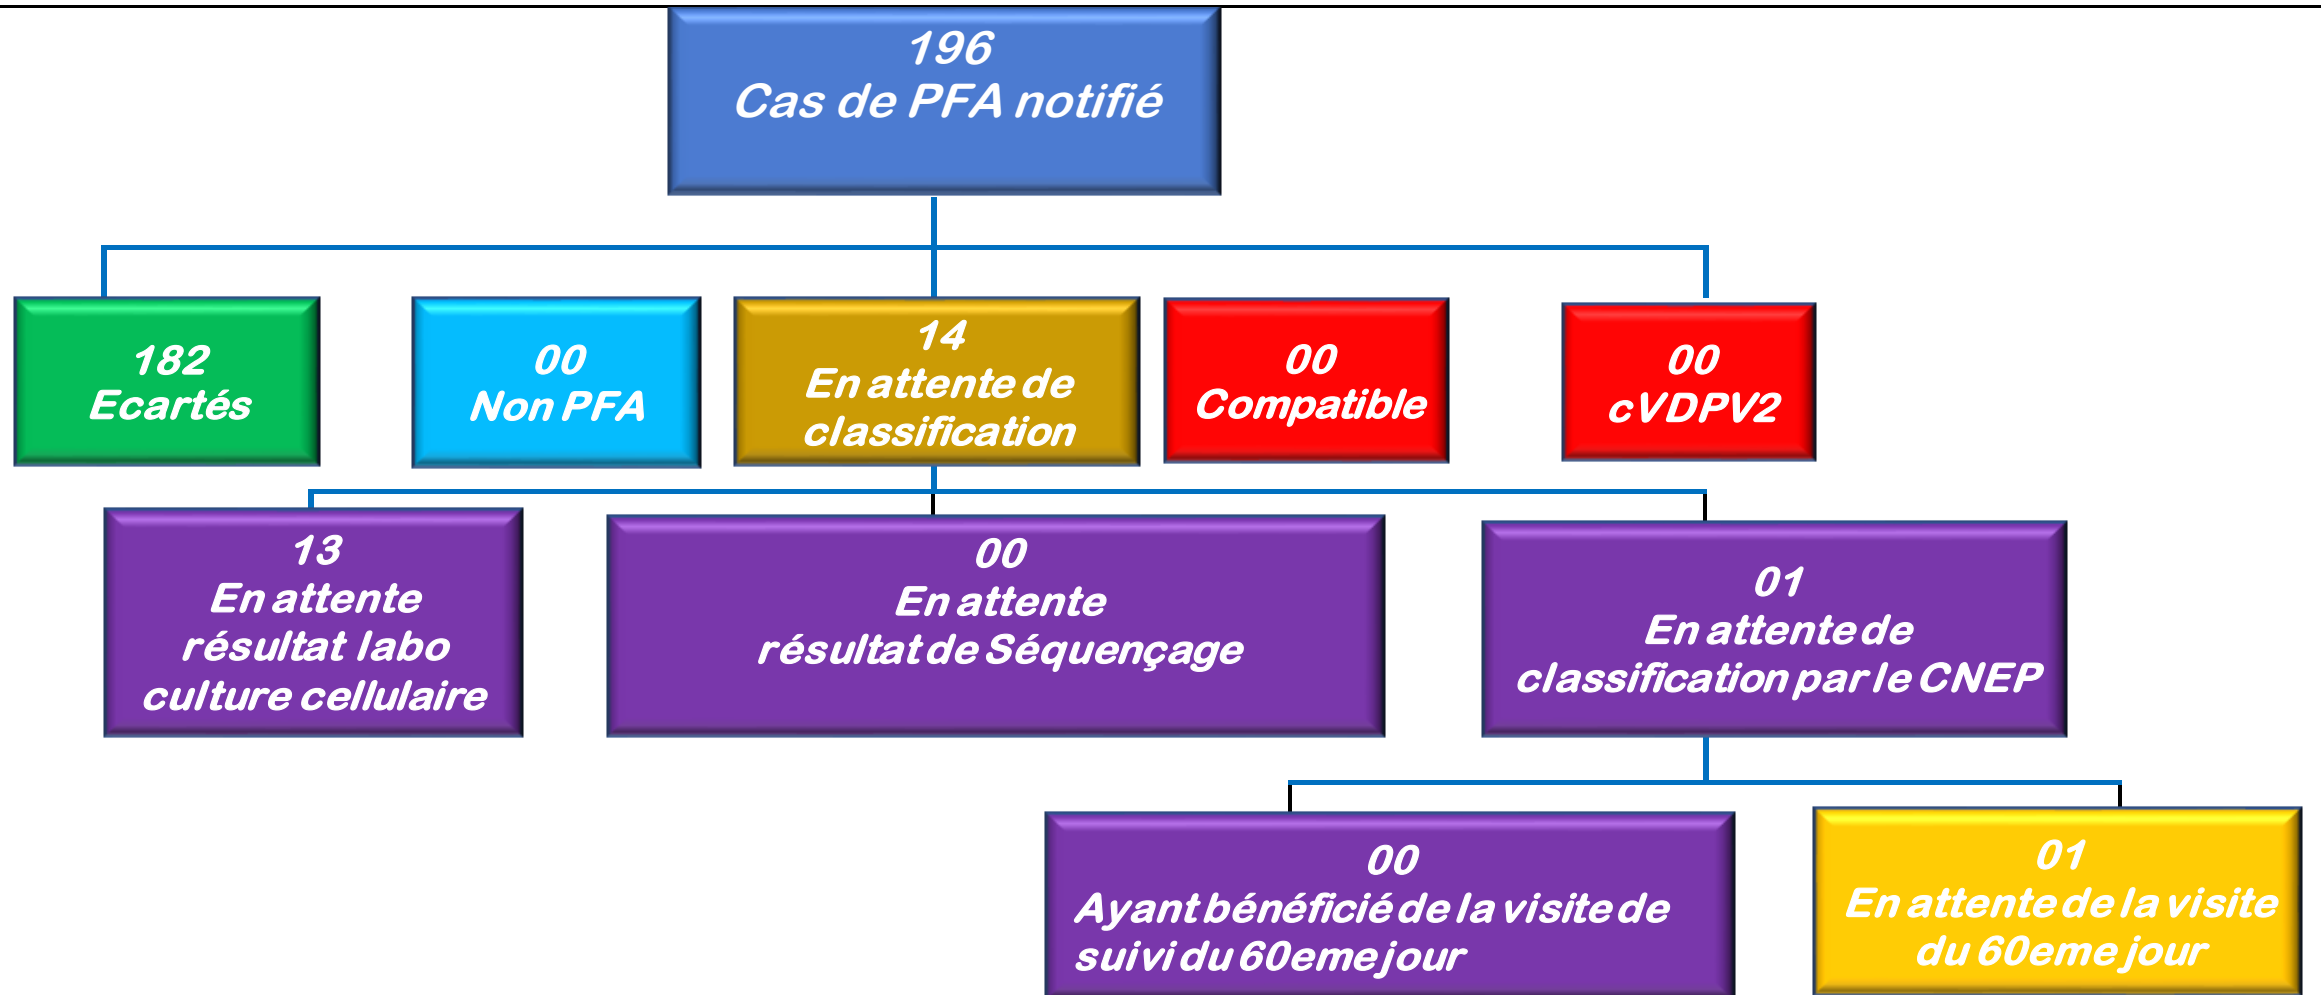 196
Cas de PFA notifié
182
Ecartés
00
Non PFA
14
En attente de
classification
00
Compatible
00
cVDPV2
13
En attente
résultat labo
culture cellulaire
00
En attente
résultat de Séquençage
01
En attente de
classification par le CNEP
00
Ayant bénéficié de la visite de
suivi du 60eme jour
01
En attente de la visite
du 60eme jour